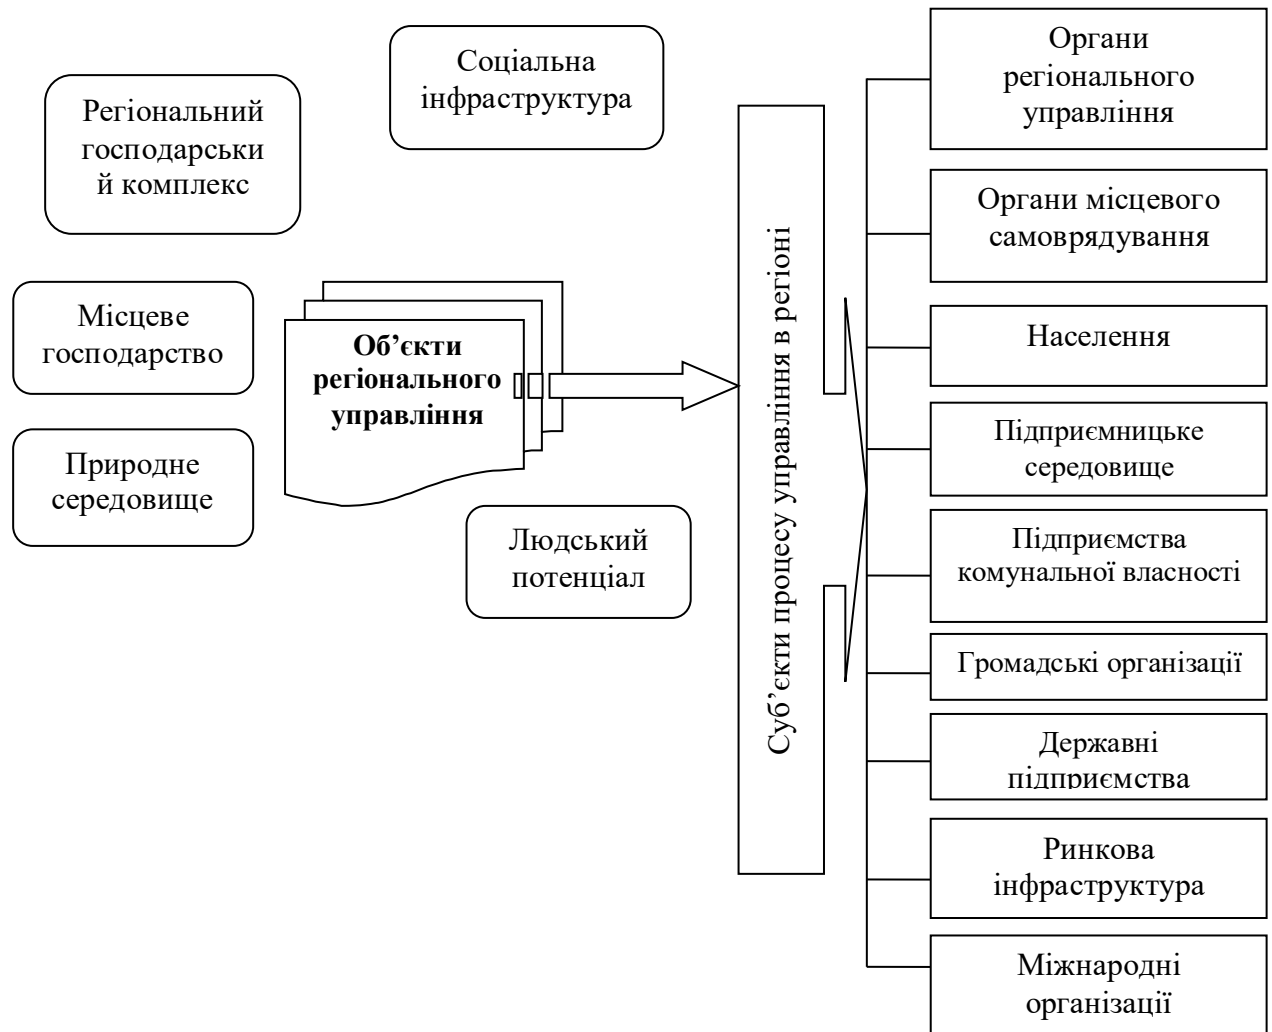 Соціальна
інфраструктура
Регіональний
господарськи
й комплекс
Місцеве
господарство
Природне
середовище
Об’єкти
регіонального
управління
Людський
потенціал
Суб’єкти процесу управління в регіоні
Органи
регіонального
управління
Органи місцевого
самоврядування
Населення
Підприємницьке
середовище
Підприємства
комунальної власності
Громадські організації
Державні
підприємства
Ринкова
інфраструктура
Міжнародні
організації